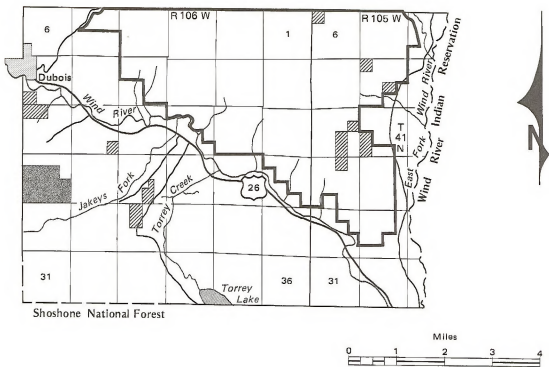 R 106 W
R 105 W
6
1
6
Dubois
Wind
River
Wind River
Indian
Reservation
T
41
N
East Fork
Wind River
Jakeys Fork
Torrey Creek
26
31
36
31
Torrey
Lake
Shoshone National Forest
N
Miles
0 1 2 3 4